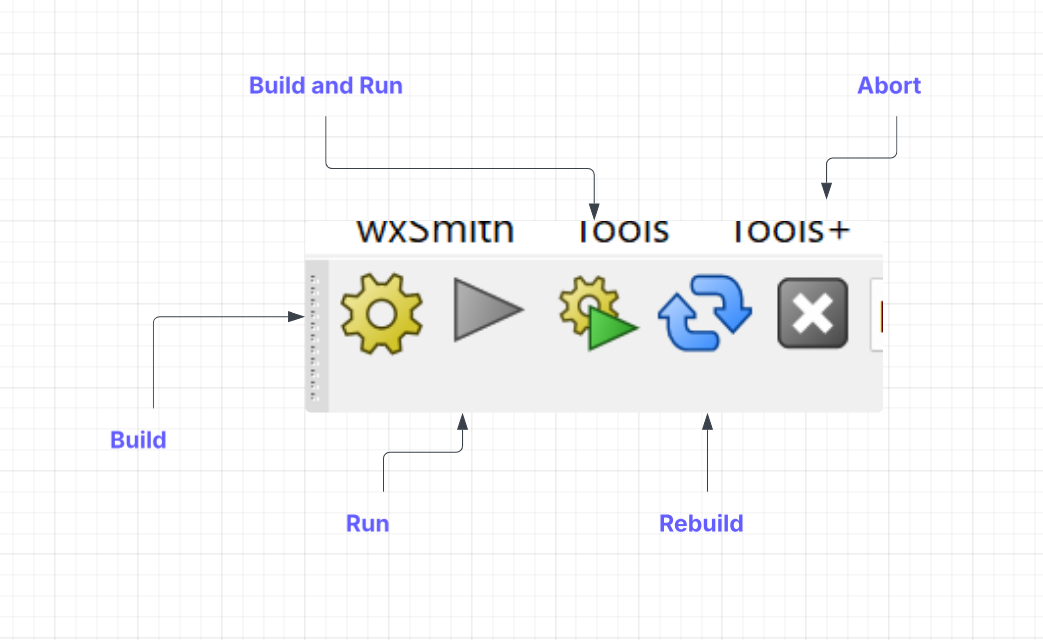 Build and Run
Abort
wxSmith Tools Tools+
Build
Run
Rebuild